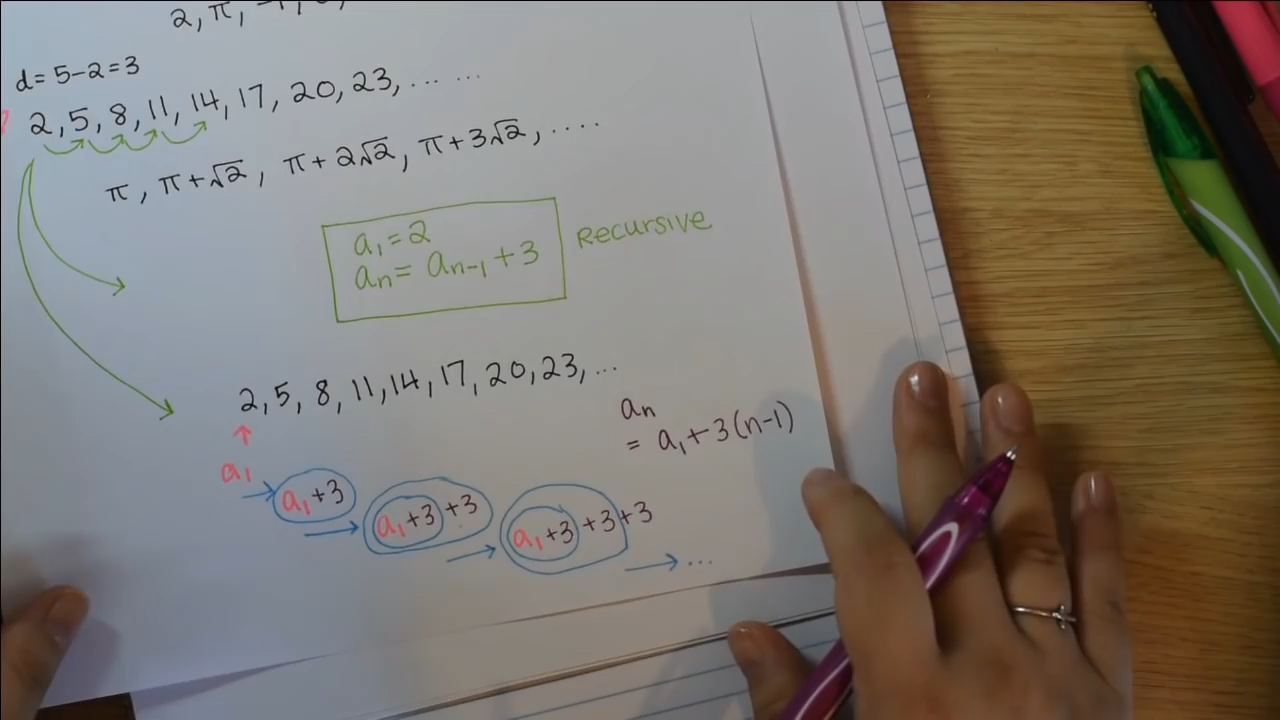 2, π, -1,
d = 5-2 = 3
2, 5, 8, 11, 14, 17, 20, 23, ... ...
π, π+√2, π+2√2, π+3√2, ....
a₁ = 2
aₙ = aₙ₋₁ + 3
Recursive
2, 5, 8, 11, 14, 17, 20, 23, ...
aₙ
= a₁ + 3(n-1)
a₁
a₁+3
a₁+3+3
a₁+3+3+3
...